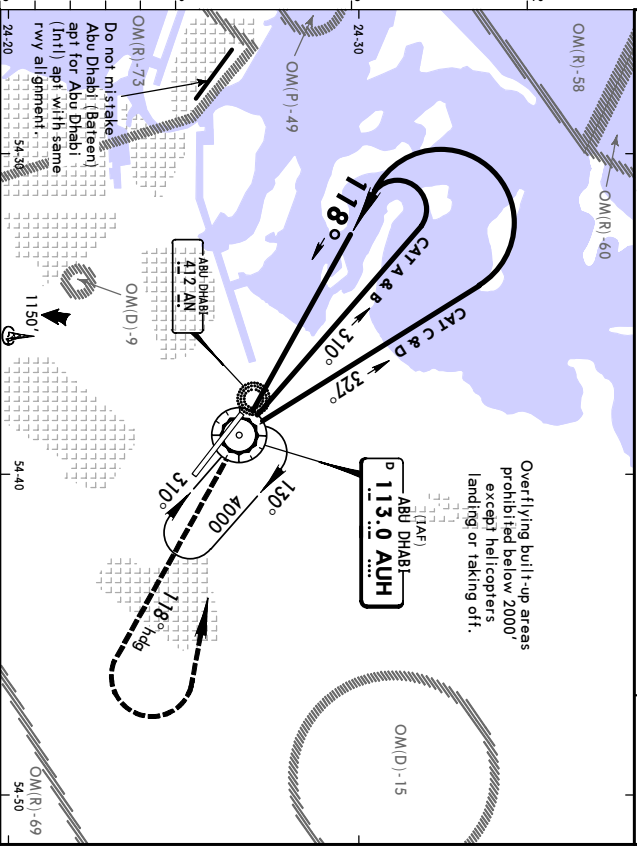 24-20
24-30
OM(R)-73
OM(P)-49
OM(R)-58
OM(R)-60
Do not mistake
Abu Dhabi (Bateen)
apt for Abu Dhabi
(Intl) apt with same
rwy alignment.
54-30
118°
CAT A & B
310°
CAT C & D
327°
OM(D)-9
1150'
ABU DHABI
412 AN
54-40
(IAF)
ABU DHABI
D 113.0 AUH
Overflying built-up areas
prohibited below 2000'
except helicopters
landing or taking off.
310°
4000
130°
118° hdg
OM(D)-15
54-50
OM(R)-69